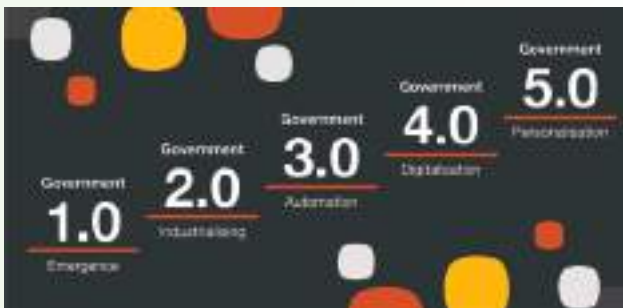 Government
1.0
Emergence
Government
2.0
Industrialising
Government
3.0
Automation
Government
4.0
Digitalisation
Government
5.0
Personalisation